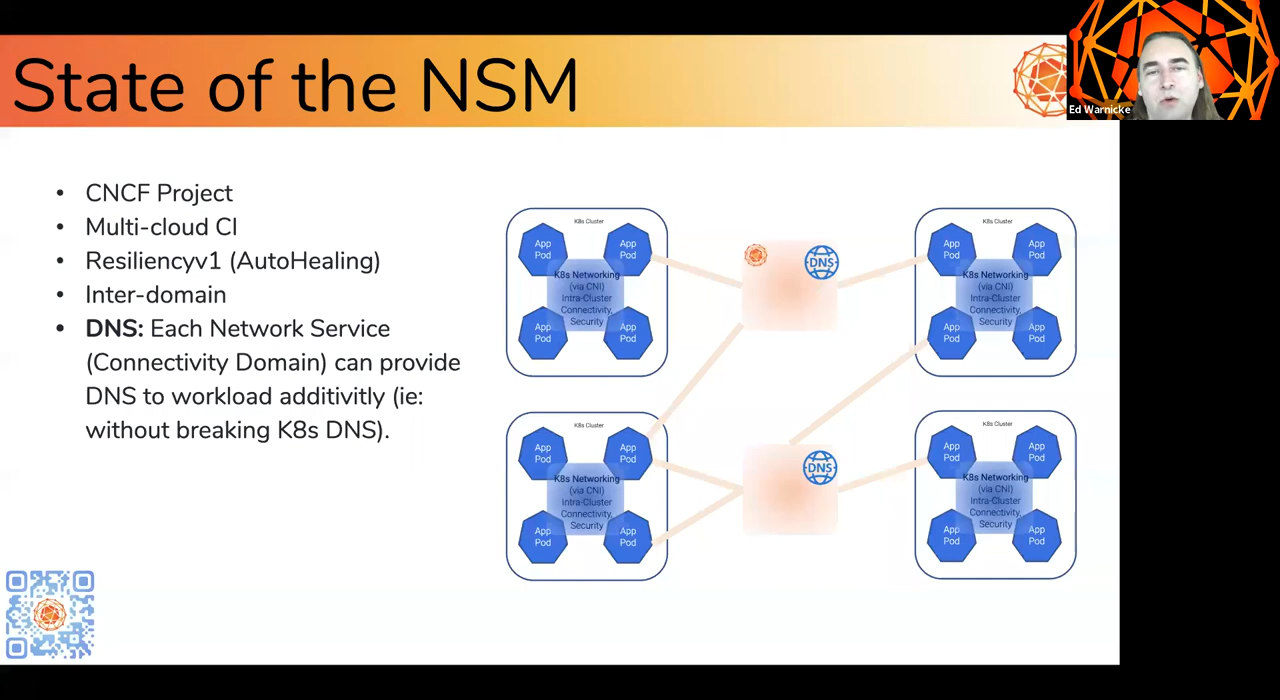 State of the NSM
Ed Warnicke
• CNCF Project
• Multi-cloud CI
• Resiliencyv1 (AutoHealing)
• Inter-domain
• DNS: Each Network Service
(Connectivity Domain) can provide
DNS to workload additivitly (ie:
without breaking K8s DNS).
K8s Cluster
App
Pod
App
Pod
K8s Networking
(via CNI)
Intra-Cluster
Connectivity,
Security
App
Pod
App
Pod
DNS
K8s Cluster
App
Pod
App
Pod
K8s Networking
(via CNI)
Intra-Cluster
Connectivity,
Security
App
Pod
App
Pod
K8s Cluster
App
Pod
App
Pod
K8s Networking
(via CNI)
Intra-Cluster
Connectivity,
Security
App
Pod
App
Pod
DNS
K8s Cluster
App
Pod
App
Pod
K8s Networking
(via CNI)
Intra-Cluster
Connectivity,
Security
App
Pod
App
Pod